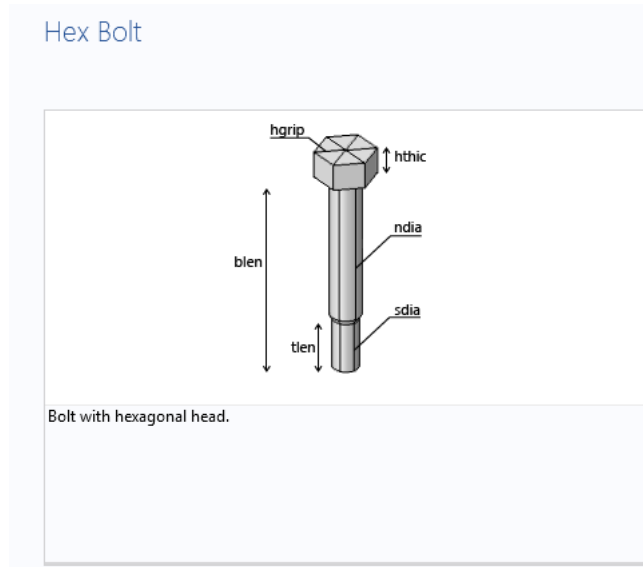 Hex Bolt
hgrip
hthic
ndia
blen
sdia
tlen
Bolt with hexagonal head.